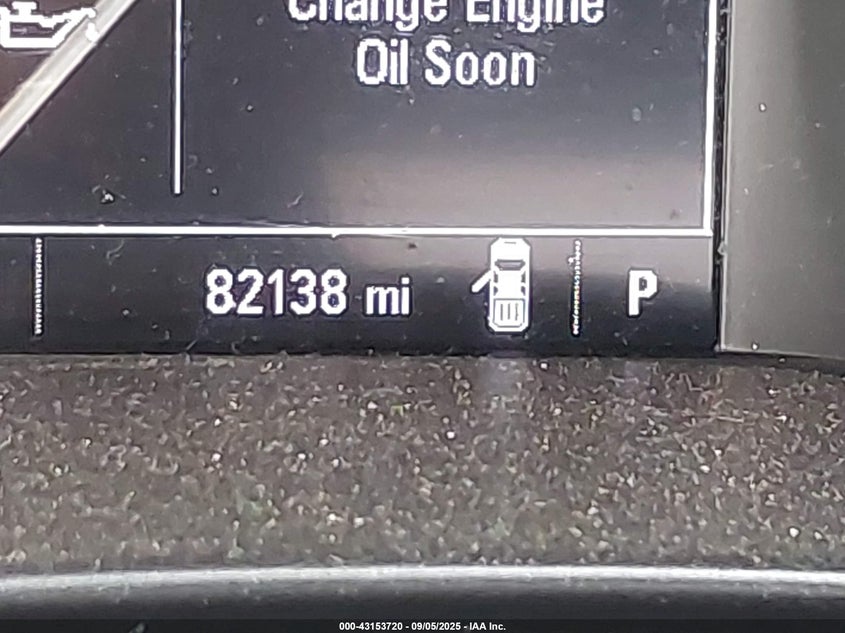 Change Engine
Oil Soon
82138 mi
P
000-43153720 - 09/05/2025 - IAA Inc.